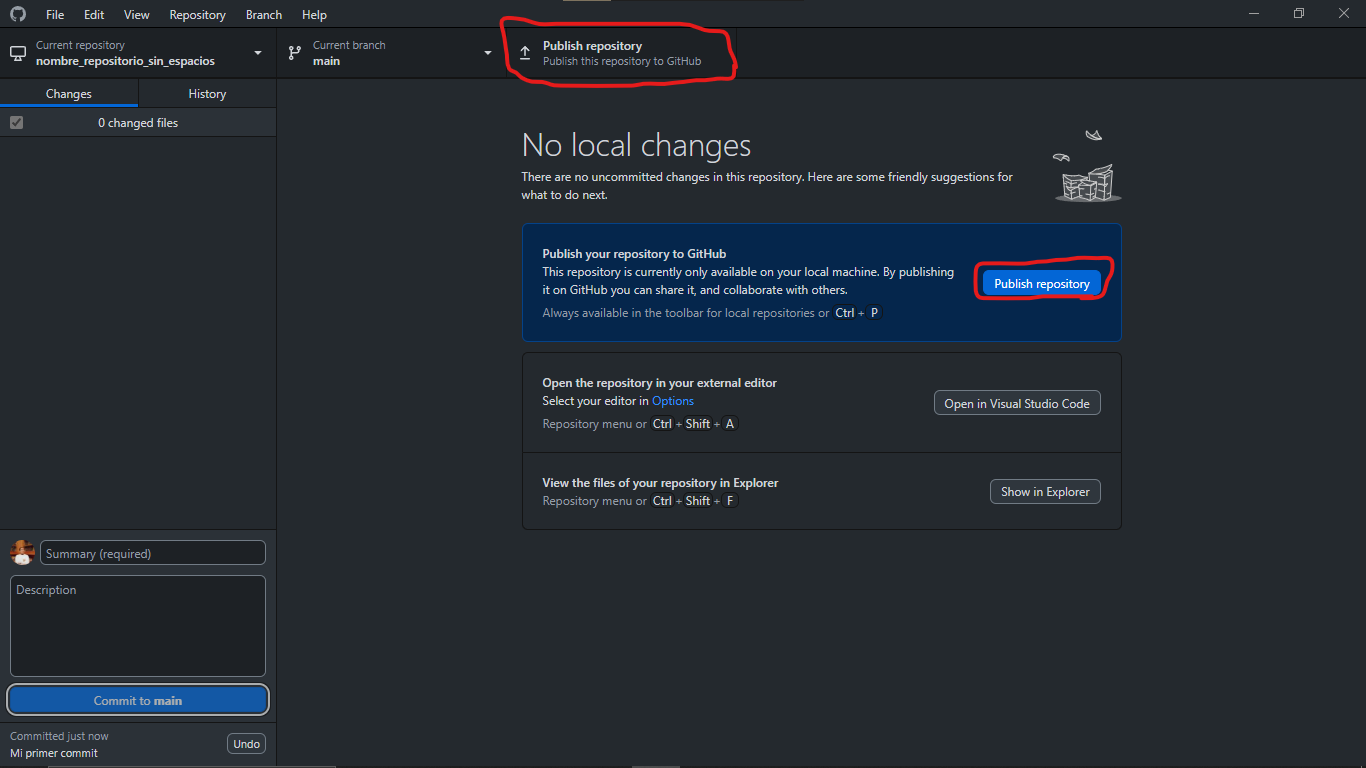 File Edit View Repository Branch Help
Current repository
nombre_repositorio_sin_espacios
Current branch
main
Publish repository
Publish this repository to GitHub
Changes
History
0 changed files
No local changes
There are no uncommitted changes in this repository. Here are some friendly suggestions for
what to do next.
Publish your repository to GitHub
This repository is currently only available on your local machine. By publishing
it on GitHub you can share it, and collaborate with others.
Always available in the toolbar for local repositories or Ctrl + P
Publish repository
Open the repository in your external editor
Select your editor in Options
Repository menu or Ctrl + Shift + A
Open in Visual Studio Code
View the files of your repository in Explorer
Repository menu or Ctrl + Shift + F
Show in Explorer
Summary (required)
Description
Commit to main
Committed just now
Mi primer commit
Undo